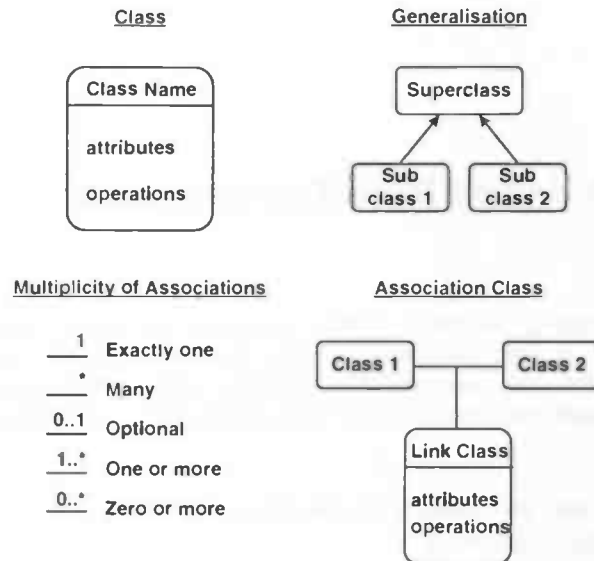 Class
Class Name
attributes
operations
Generalisation
Superclass
Sub
class 1
Sub
class 2
Multiplicity of Associations
1 Exactly one
* Many
0..1 Optional
1..* One or more
0..* Zero or more
Association Class
Class 1
Class 2
Link Class
attributes
operations